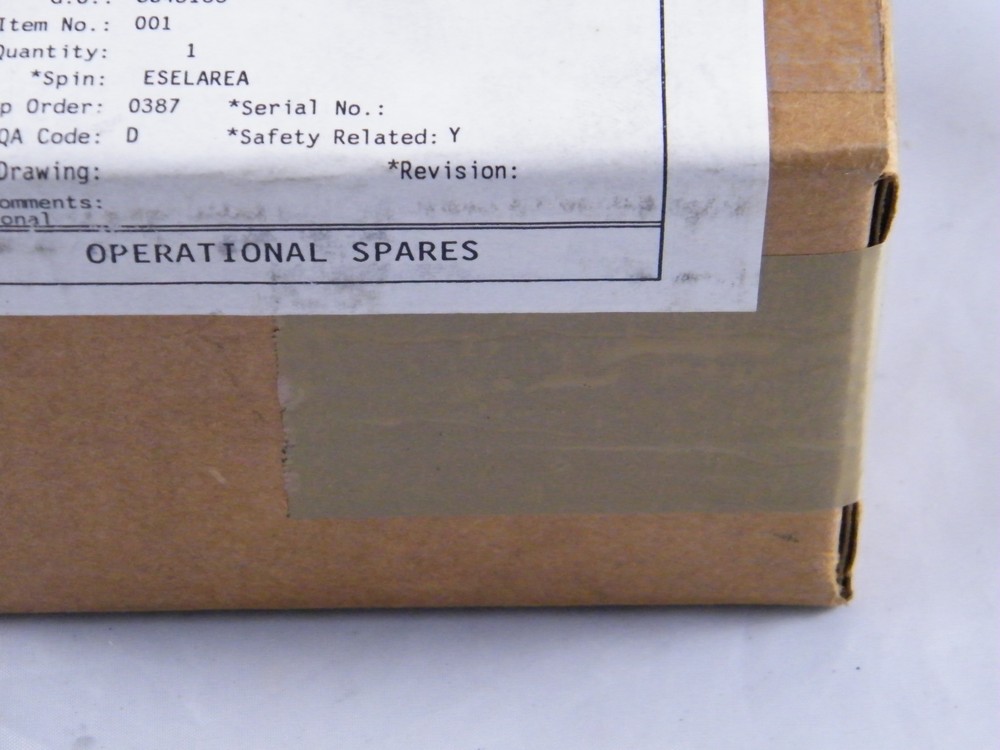 Item No.: 001
Quantity: 1
*Spin: ESELAREA
p Order: 0387 *Serial No.:
QA Code: D *Safety Related: Y
Drawing: *Revision:
omments:
onal
OPERATIONAL SPARES